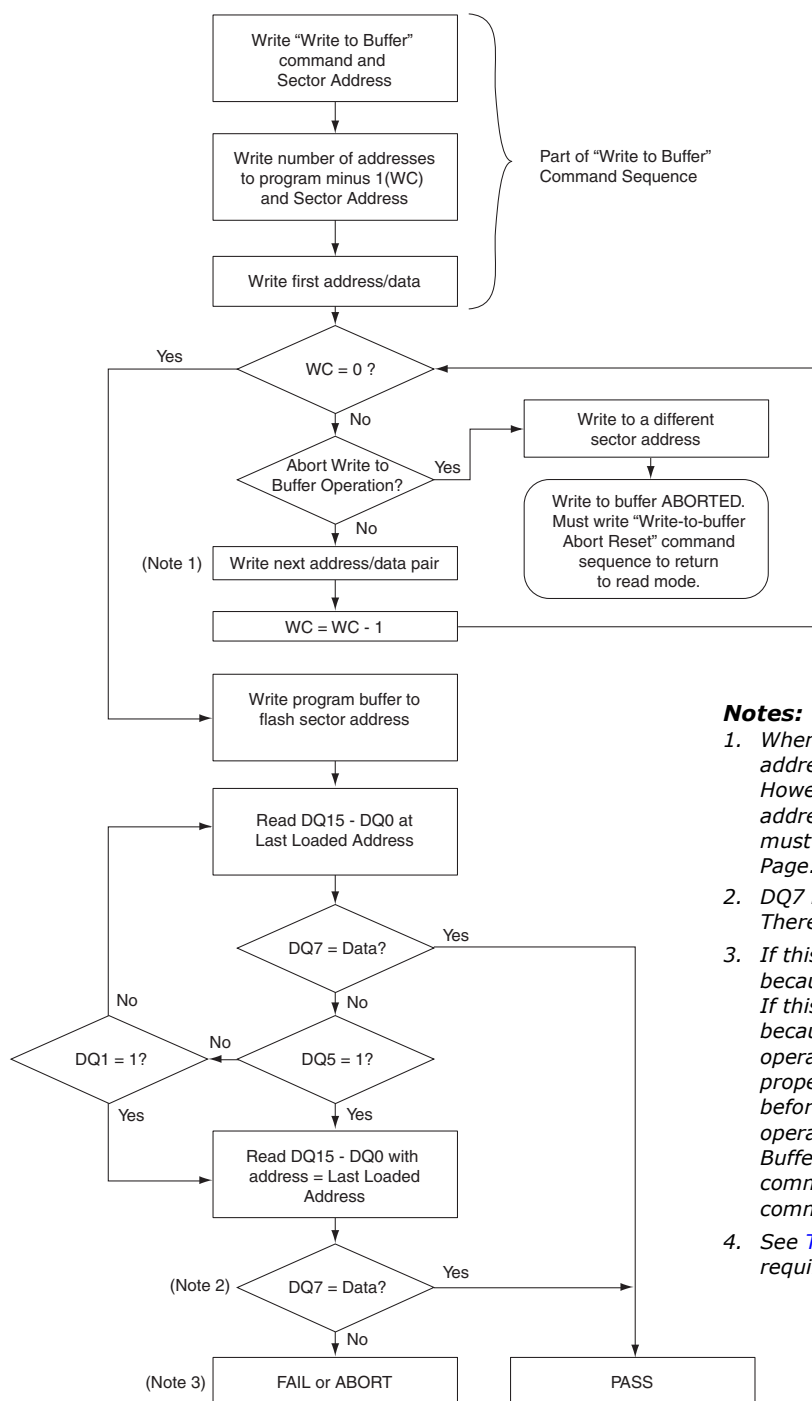 Write “Write to Buffer”
command and
Sector Address
Write number of addresses
to program minus 1(WC)
and Sector Address
Part of “Write to Buffer”
Command Sequence
Write first address/data
Yes
WC = 0 ?
No
Write to a different
sector address
Abort Write to
Buffer Operation?
Yes
No
Write to buffer ABORTED.
Must write “Write-to-buffer
Abort Reset” command
sequence to return
to read mode.
(Note 1)
Write next address/data pair
WC = WC - 1
Write program buffer to
flash sector address
Read DQ15 - DQ0 at
Last Loaded Address
DQ7 = Data?
Yes
No
No
DQ1 = 1?
No
DQ5 = 1?
Yes
Yes
Read DQ15 - DQ0 with
address = Last Loaded
Address
(Note 2)
DQ7 = Data?
Yes
No
(Note 3)
FAIL or ABORT
PASS
Notes:
1. When
addre
Howe
addre
must
Page.
2. DQ7
There
3. If this
becau
If this
becau
opera
prope
befor
opera
Buffe
comm
comm
4. See T
requi